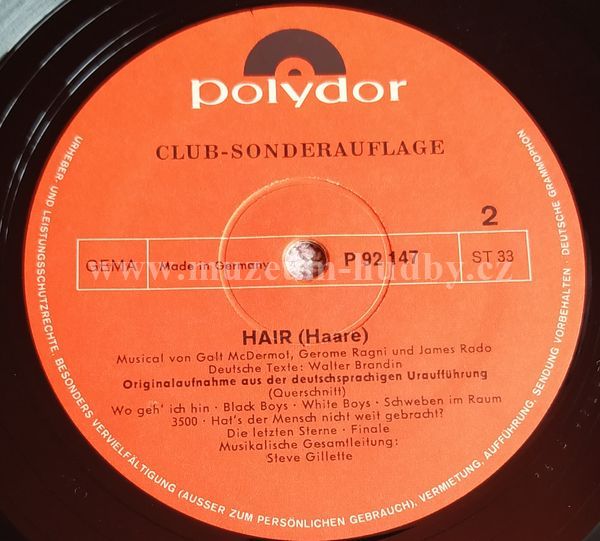 polydor
CLUB-SONDERAUFLAGE
2
GEMA Made in Germany P 92 147 ST 33
HAIR (Haare)
Musical von Galt McDermot, Gerome Ragni und James Rado
Deutsche Texte: Walter Brandin
Originalaufnahme aus der deutschsprachigen Uraufführung
(Querschnitt)
Wo geh' ich hin · Black Boys · White Boys · Schweben im Raum
3500 · Hat's der Mensch nicht weit gebracht?
Die letzten Sterne · Finale
Musikalische Gesamtleitung:
Steve Gillette
URHEBER- UND LEISTUNGSSCHUTZRECHTE. BESONDERS VERVIELFÄLTIGUNG (AUSSER ZUM PERSÖNLICHEN GEBRAUCH), VERMIETUNG, AUFFÜHRUNG, SENDUNG VORBEHALTEN DEUTSCHE GRAMMOPHON
www.muzeum-hudby.cz